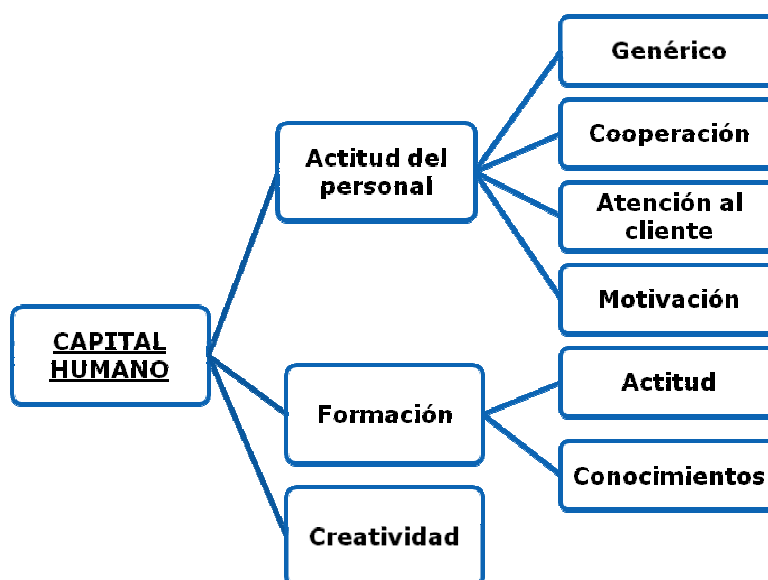 CAPITAL
HUMANO
Actitud del
personal
Genérico
Cooperación
Atención al
cliente
Motivación
Formación
Actitud
Conocimientos
Creatividad